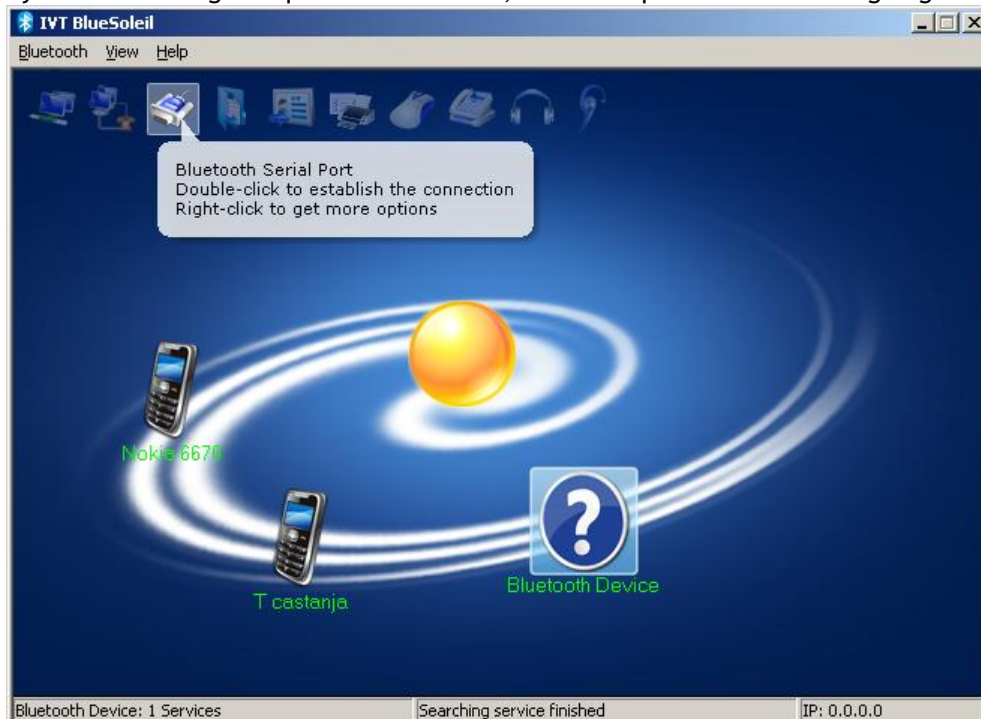 IVT BlueSoleil
Bluetooth View Help
Bluetooth Serial Port
Double-click to establish the connection
Right-click to get more options
Nokia 6670
T castanja
Bluetooth Device
Bluetooth Device: 1 Services Searching service finished IP: 0.0.0.0